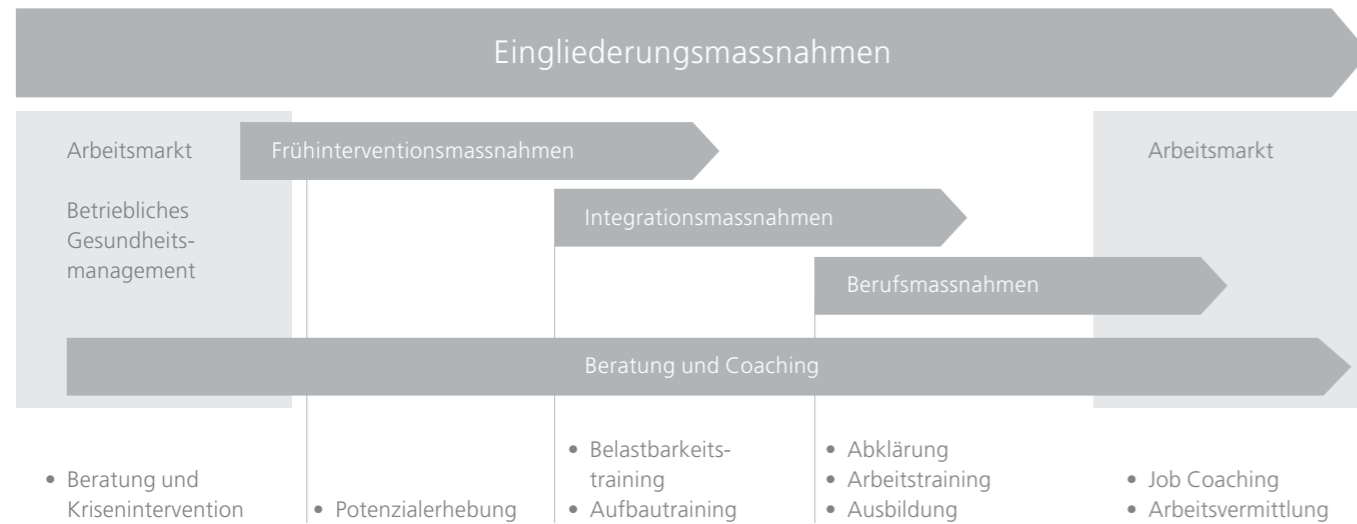 Eingliederungsmassnahmen
Arbeitsmarkt
Frühinterventionsmassnahmen
Arbeitsmarkt
Betriebliches
Gesundheits-
management
Integrationsmassnahmen
Berufsmassnahmen
Beratung und Coaching
• Beratung und
Krisenintervention
• Potenzialerhebung
• Belastbarkeits-
training
• Aufbautraining
• Abklärung
• Arbeitstraining
• Ausbildung
• Job Coaching
• Arbeitsvermittlung